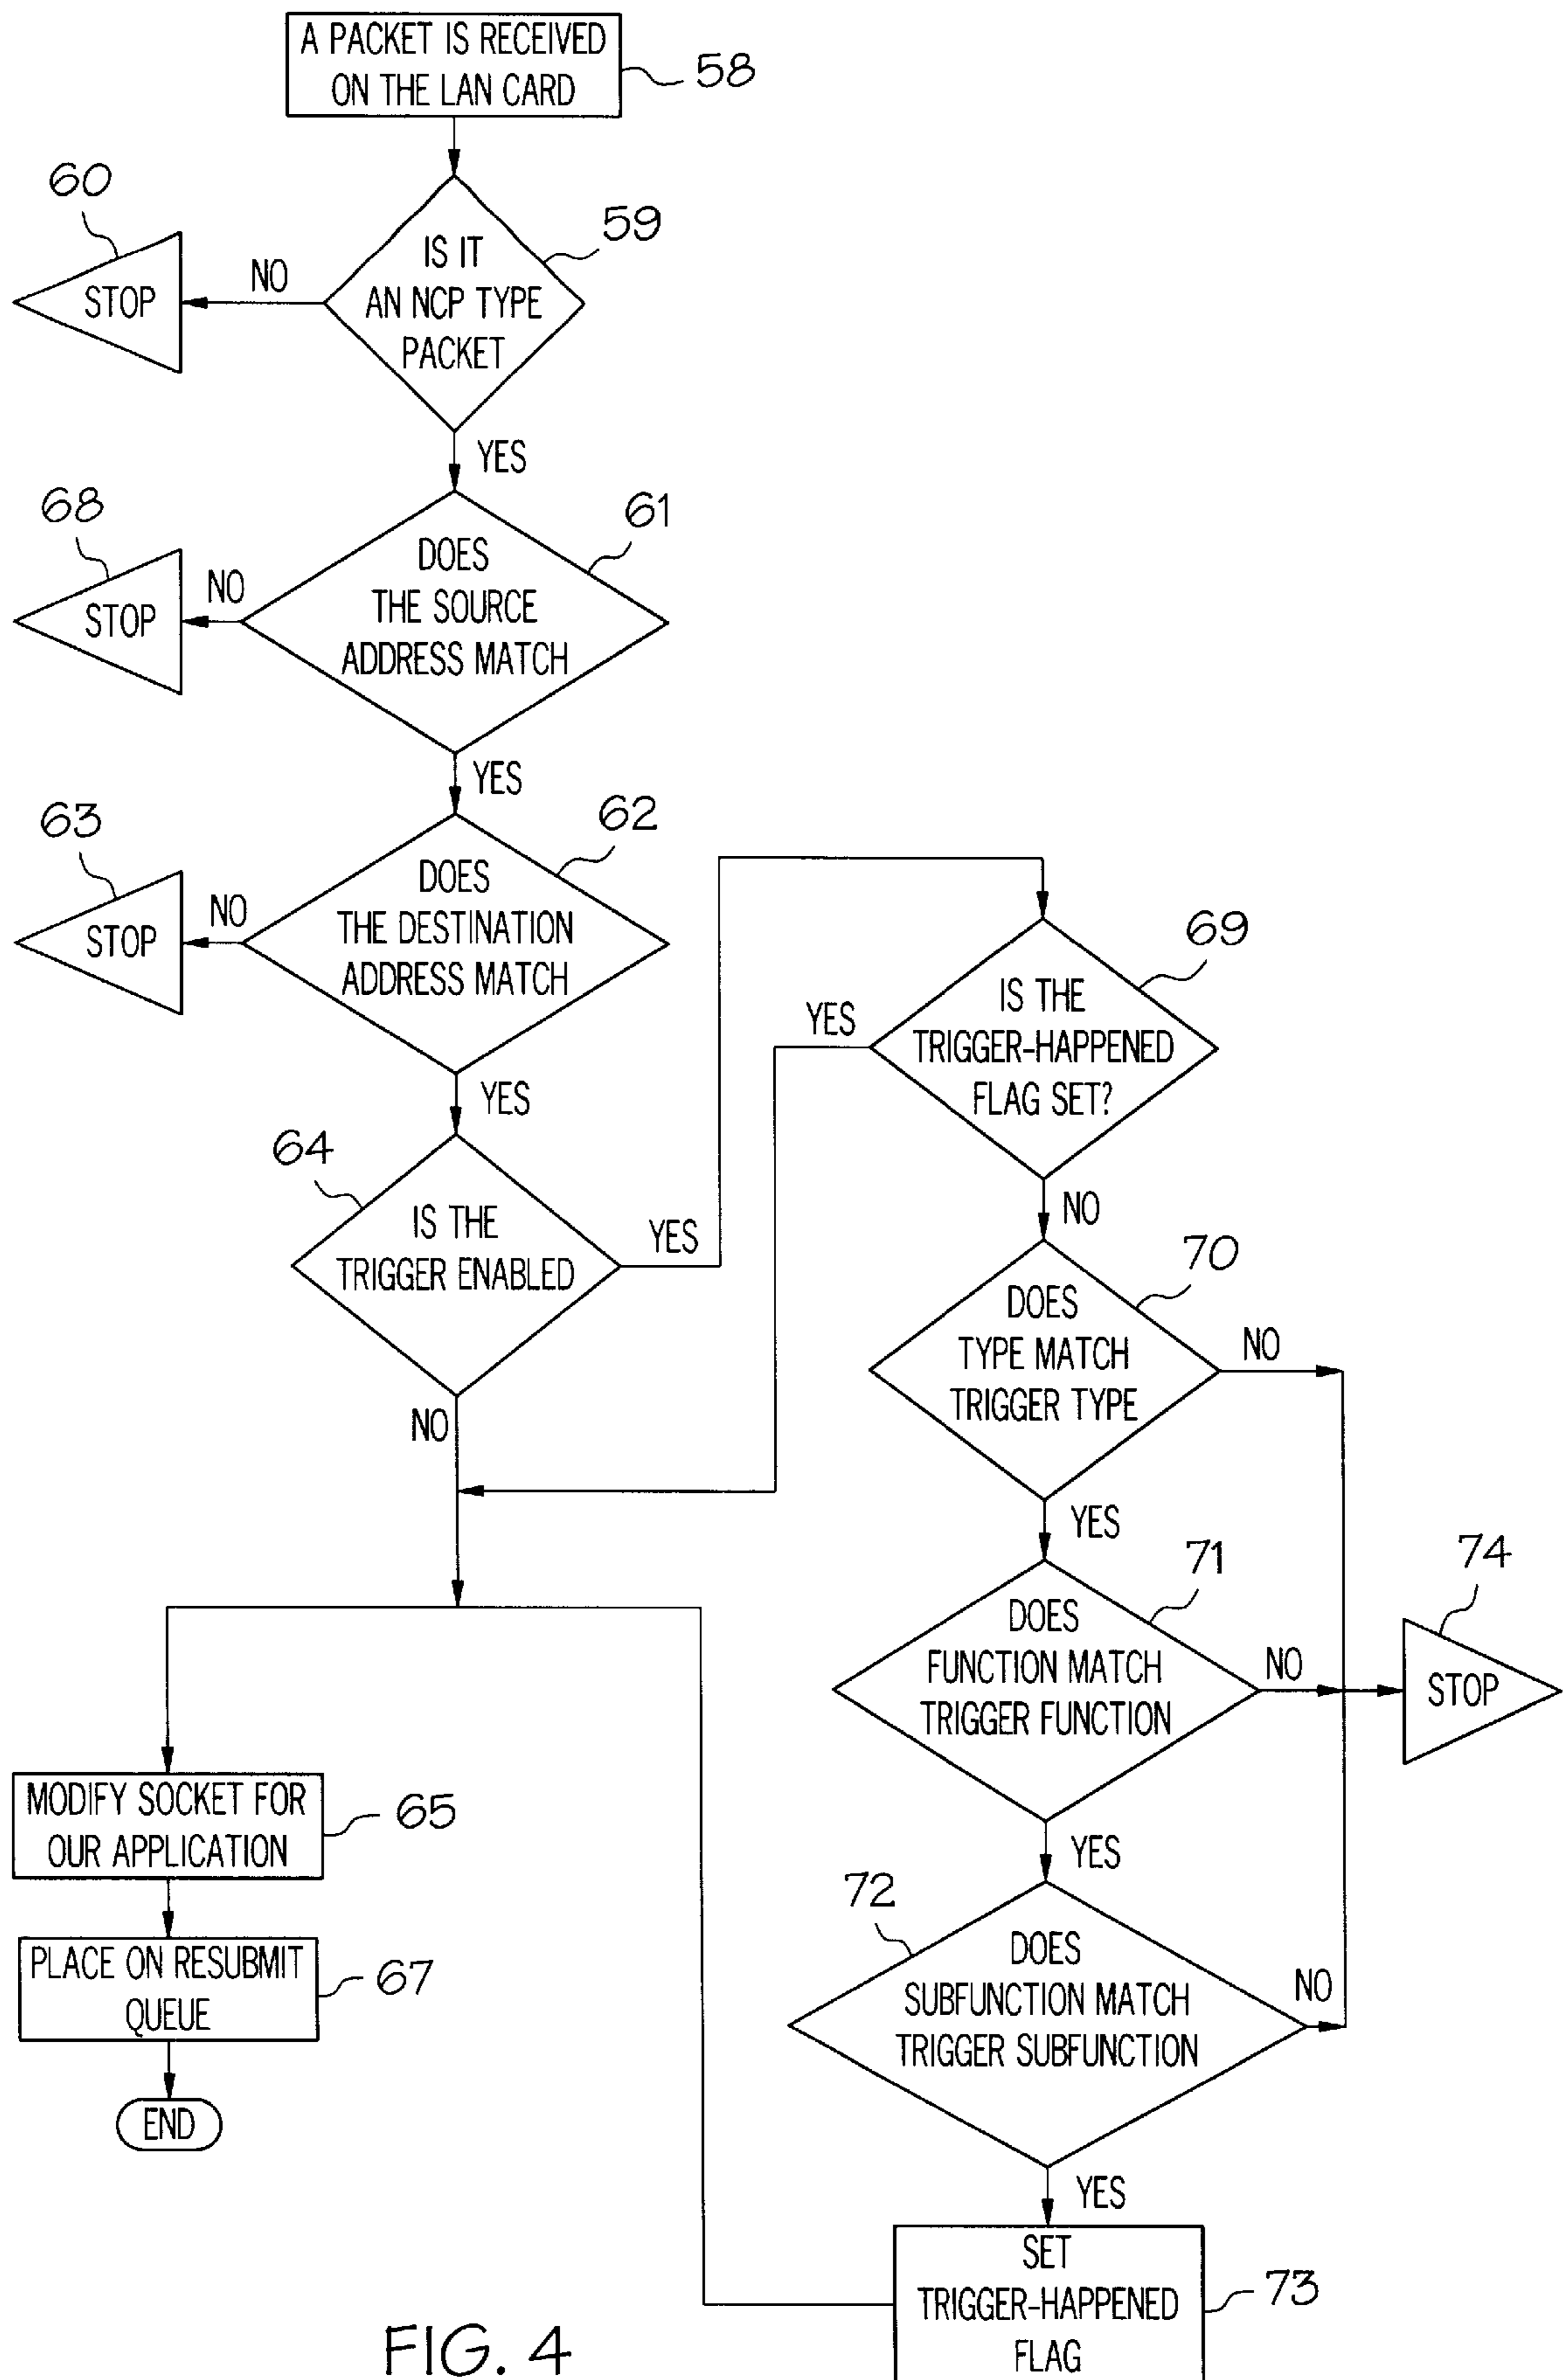 A PACKET IS RECEIVED
ON THE LAN CARD
58
60
59
IS IT
AN NCP TYPE
PACKET
NO
STOP
YES
68
61
DOES
THE SOURCE
ADDRESS MATCH
NO
STOP
YES
63
62
DOES
THE DESTINATION
ADDRESS MATCH
NO
STOP
YES
64
IS THE
TRIGGER ENABLED
YES
NO
69
IS THE
TRIGGER-HAPPENED
FLAG SET?
YES
NO
70
DOES
TYPE MATCH
TRIGGER TYPE
NO
YES
71
DOES
FUNCTION MATCH
TRIGGER FUNCTION
NO
74
STOP
YES
72
DOES
SUBFUNCTION MATCH
TRIGGER SUBFUNCTION
NO
YES
SET
TRIGGER-HAPPENED
FLAG
73
MODIFY SOCKET FOR
OUR APPLICATION
65
PLACE ON RESUBMIT
QUEUE
67
END
FIG. 4